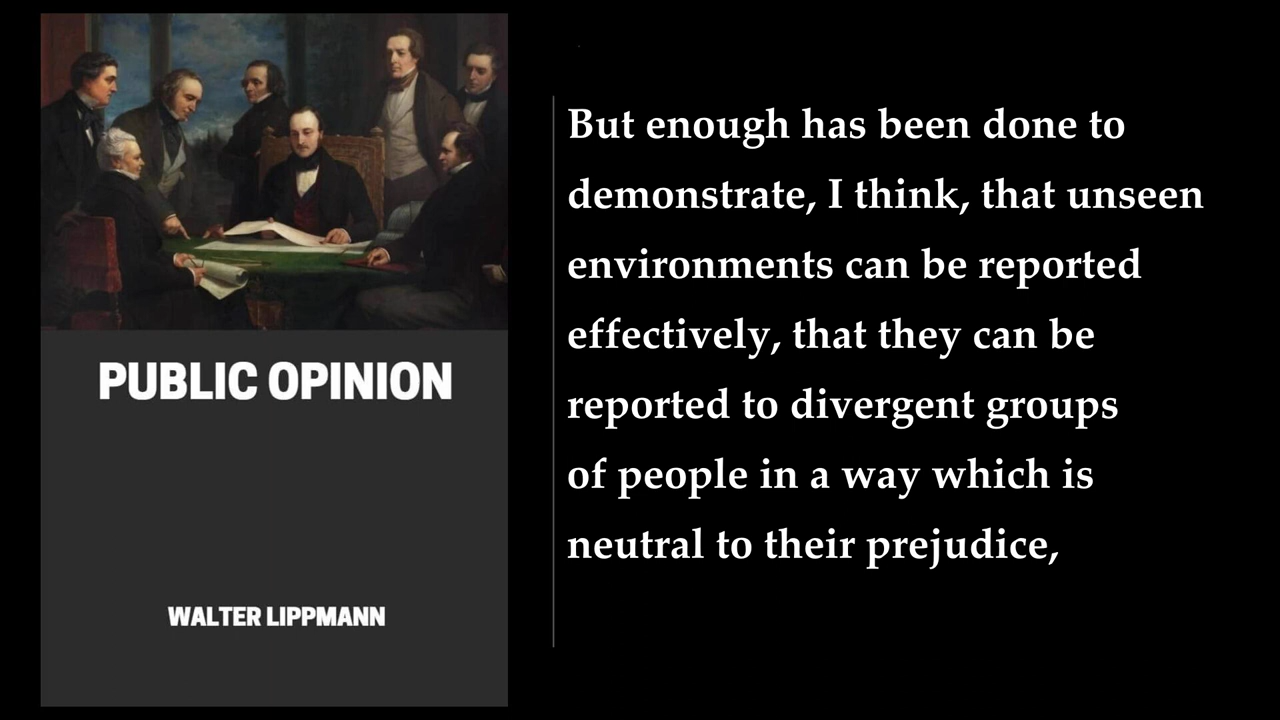 PUBLIC OPINION
WALTER LIPPMANN
But enough has been done to
demonstrate, I think, that unseen
environments can be reported
effectively, that they can be
reported to divergent groups
of people in a way which is
neutral to their prejudice,